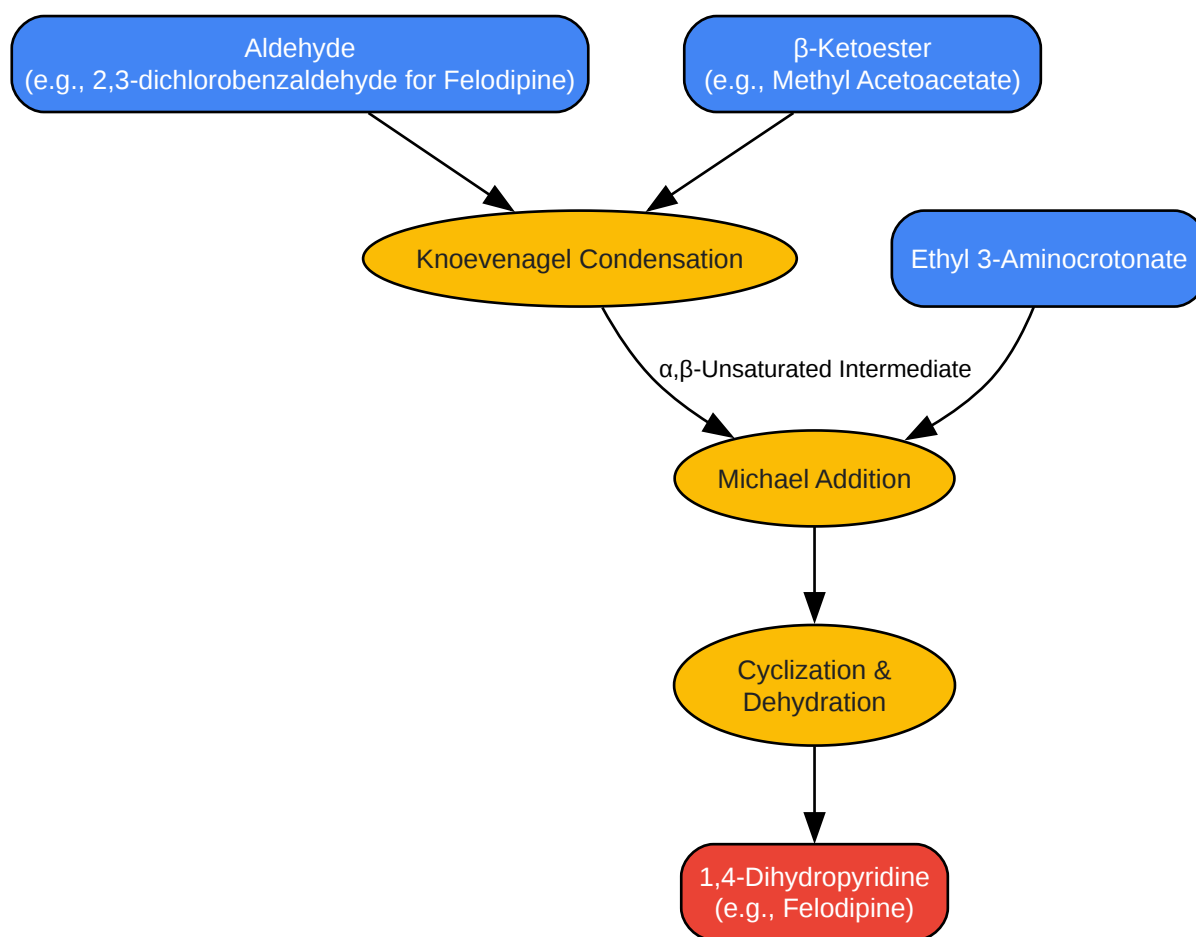 Aldehyde
(e.g., 2,3-dichlorobenzaldehyde for Felodipine)
β-Ketoester
(e.g., Methyl Acetoacetate)
Knoevenagel Condensation
Ethyl 3-Aminocrotonate
α,β-Unsaturated Intermediate
Michael Addition
Cyclization &
Dehydration
1,4-Dihydropyridine
(e.g., Felodipine)